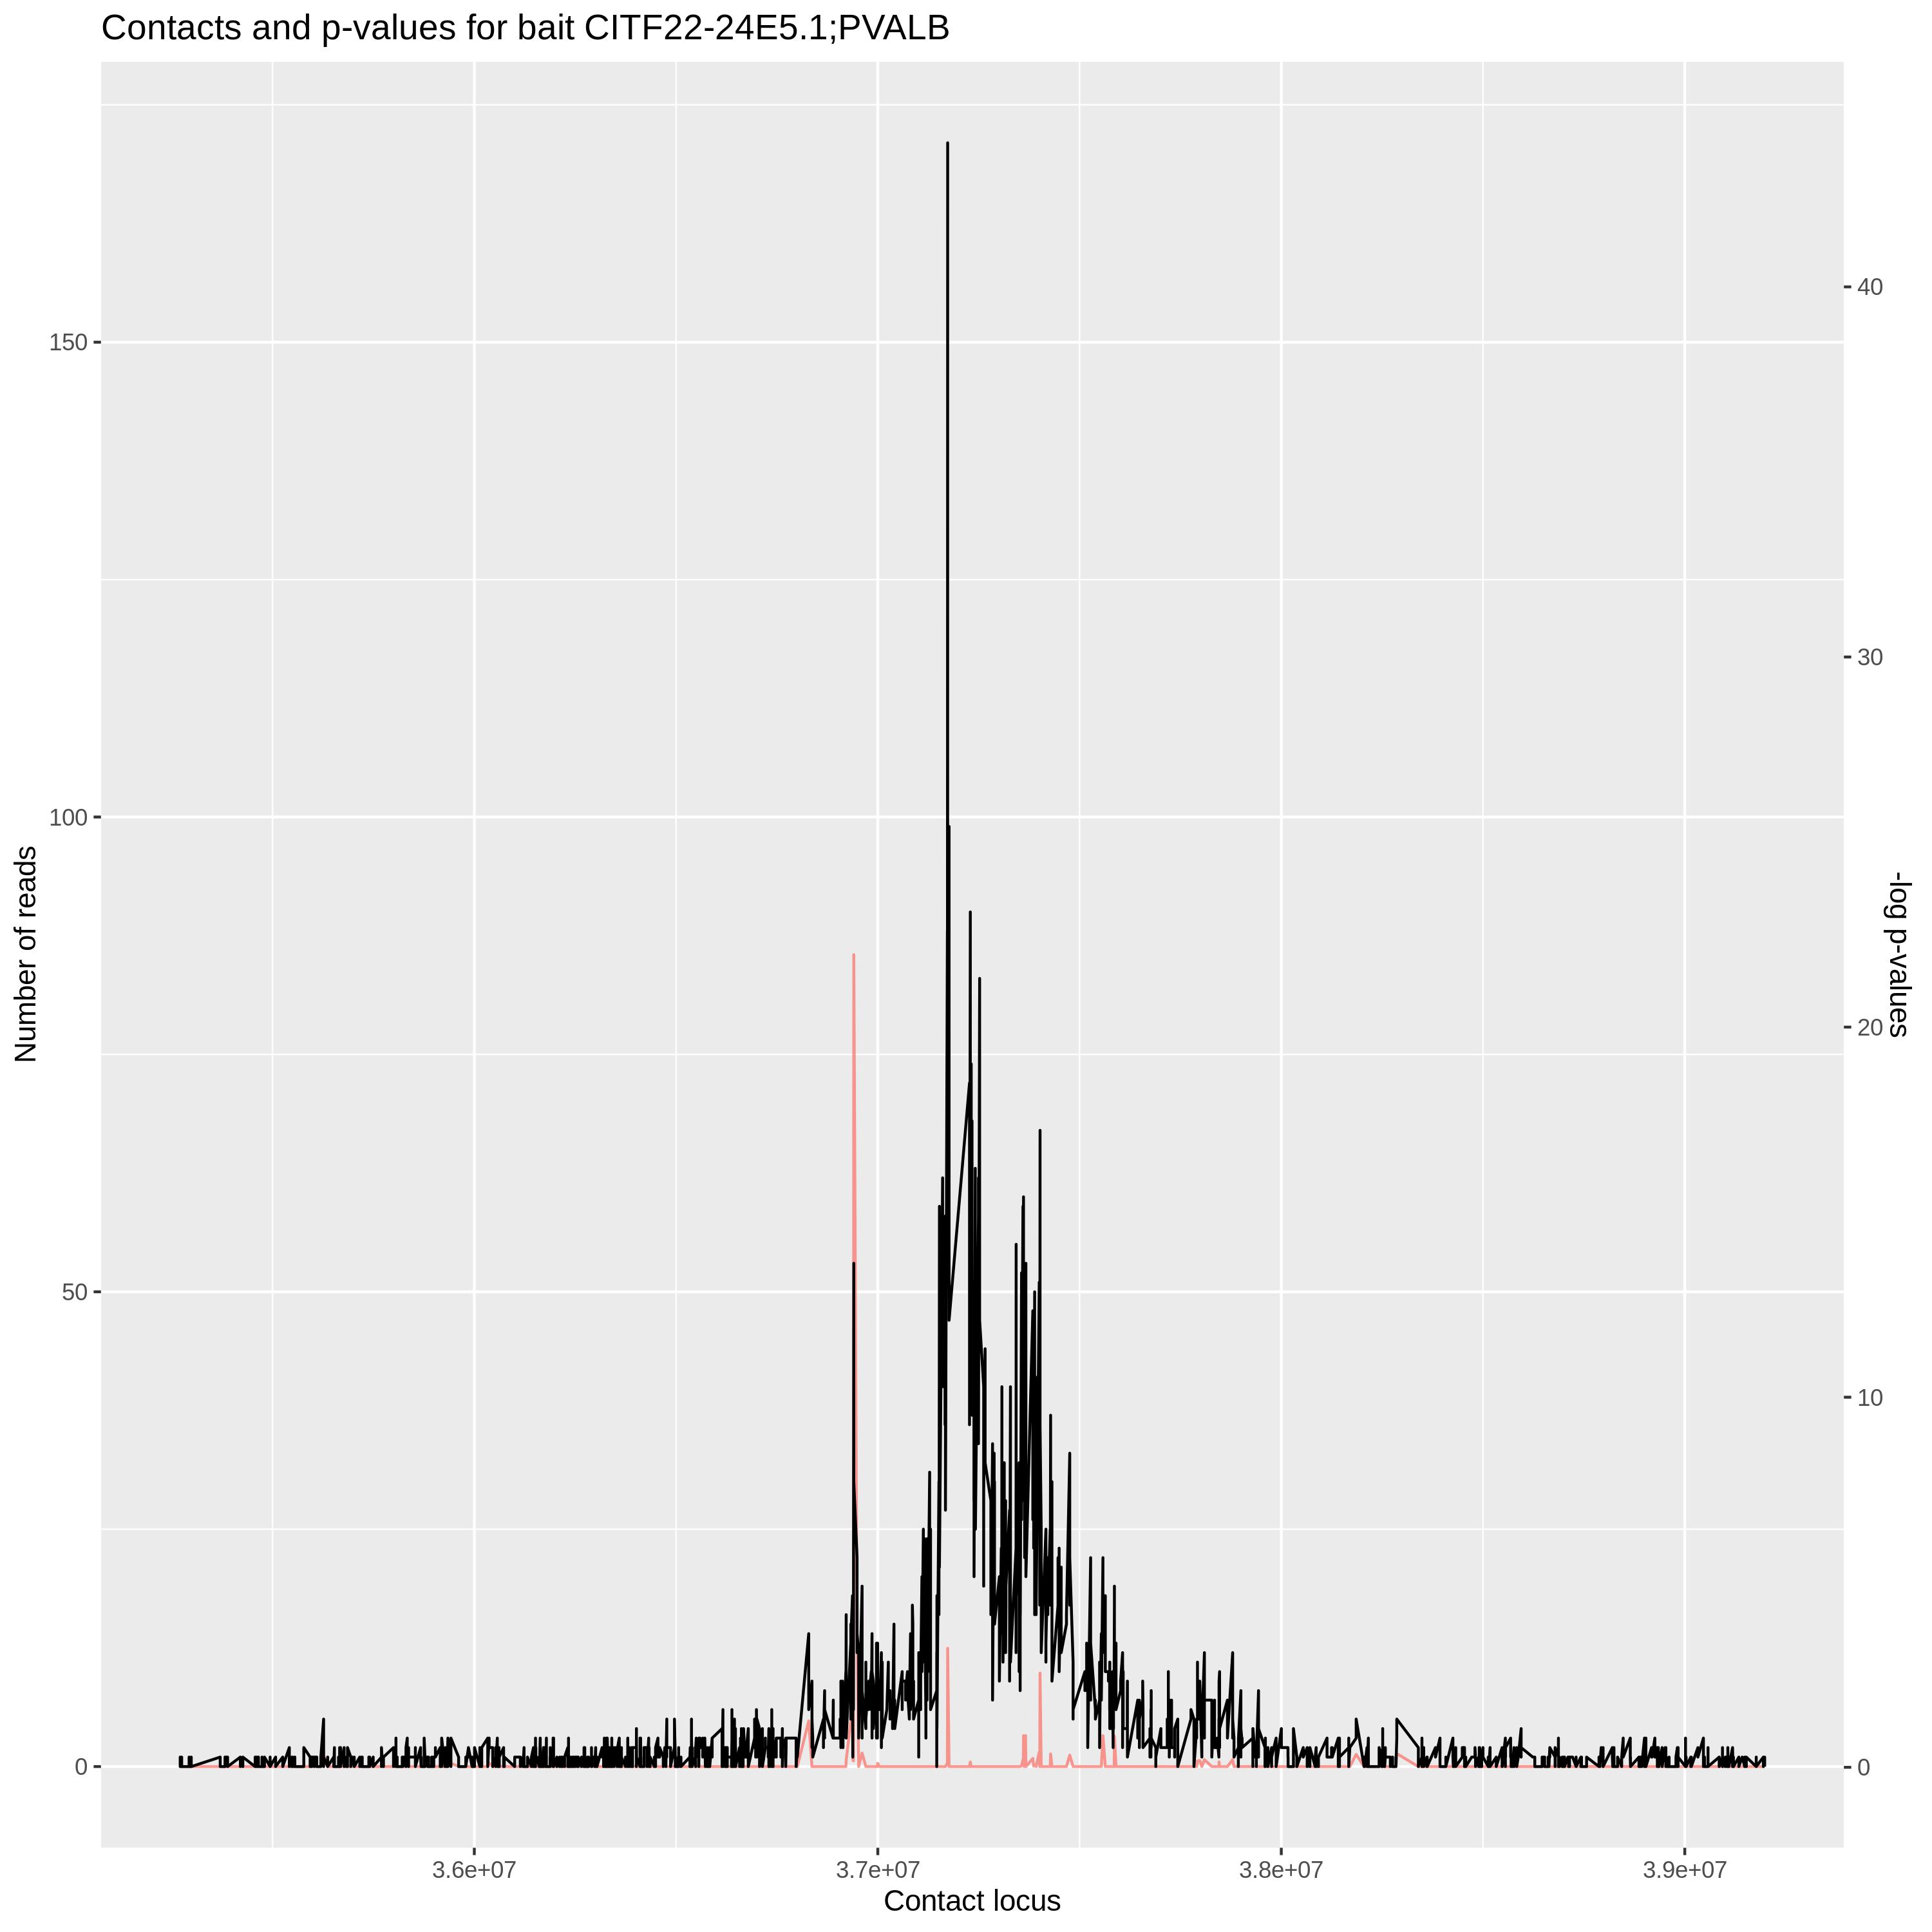 Contacts and p-values for bait CITF22-24E5.1;PVALB
150
100
50
0
Number of reads
40
30
20
10
0
-log p-values
3.6e+07
3.7e+07
3.8e+07
3.9e+07
Contact locus